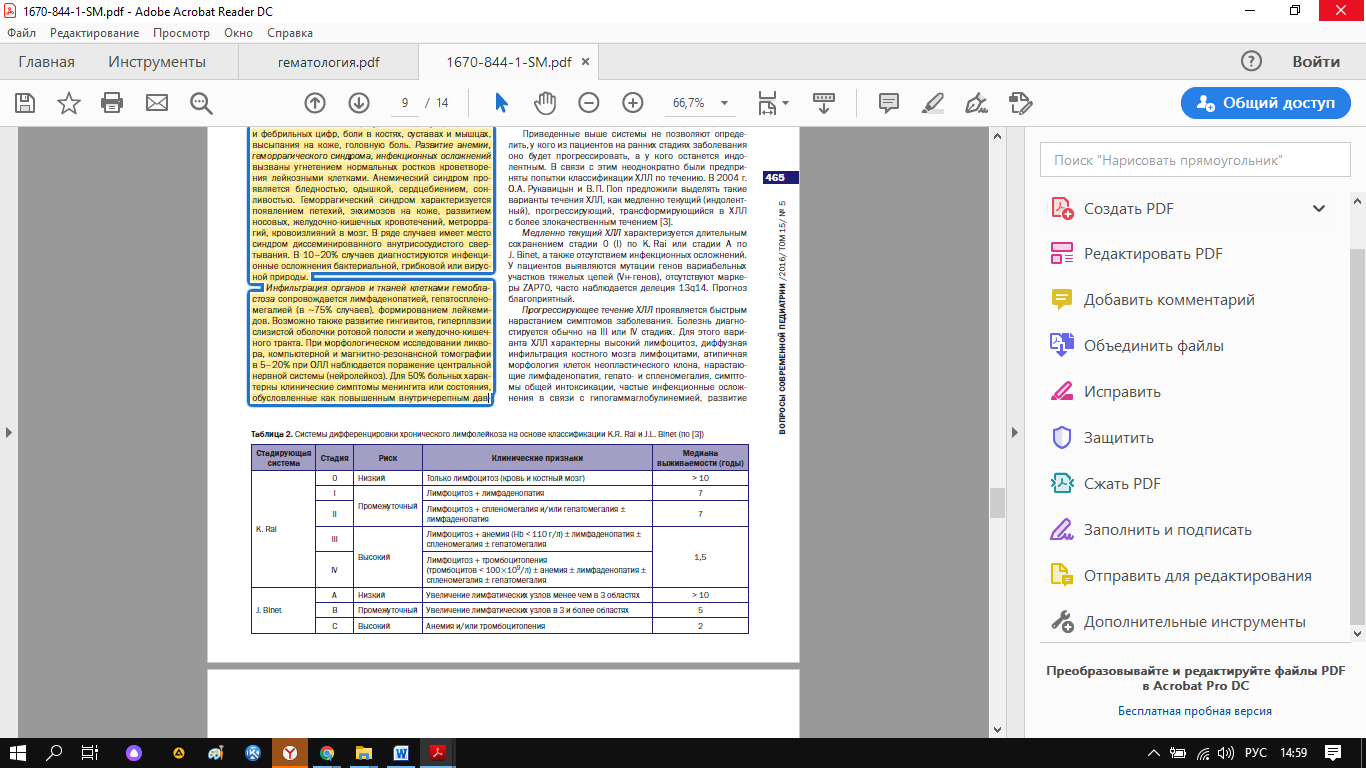 1670-844-1-SM.pdf - Adobe Acrobat Reader DC
Файл Редактирование Просмотр Окно Справка
Главная Инструменты гематология.pdf 1670-844-1-SM.pdf × Войти
9 / 14 66,7% Общий доступ
и фебрильных цифр, боли в костях, суставах и мышцах,
высыпания на коже, головную боль. Развитие анемии,
геморрагического синдрома, инфекционных осложнений
вызваны угнетением нормальных ростков кроветворе-
ния лейкозными клетками. Анемический синдром про-
является бледностью, одышкой, сердцебиением, сон-
ливостью. Геморрагический синдром характеризуется
появлением петехий, экхимозов на коже, развитием
носовых, желудочно-кишечных кровотечений, метрорра-
гий, кровоизлияний в мозг. В ряде случаев имеет место
синдром диссеминированного внутрисосудистого свер-
тывания. В 10–20% случаев диагностируются инфекци-
онные осложнения бактериальной, грибковой или вирус-
ной природы.
Инфильтрация органов и тканей клетками гемобла-
стоза сопровождается лимфаденопатией, гепатосплено-
мегалией (в ~75% случаев), формированием лейкеми-
дов. Возможно также развитие гингивитов, гиперплазии
слизистой оболочки ротовой полости и желудочно-кишеч-
ного тракта. При морфологическом исследовании ликво-
ра, компьютерной и магнитно-резонансной томографии
в 5–20% при ОЛЛ наблюдается поражение центральной
нервной системы (нейролейкоз). Для 50% больных харак-
терны клинические симптомы менингита или состояния,
обусловленные как повышенным внутричерепным дав
Приведенные выше системы не позволяют опреде-
лить, у кого из пациентов на ранних стадиях заболевания
оно будет прогрессировать, а у кого останется индо-
лентным. В связи с этим неоднократно были предпри-
няты попытки классификации ХЛЛ по течению. В 2004 г.
О.А. Рукавицын и В.П. Поп предложили выделять такие
варианты течения ХЛЛ, как медленно текущий (индолент-
ный), прогрессирующий, трансформирующийся в ХЛЛ
с более злокачественным течением [3].
Медленно текущий ХЛЛ характеризуется длительным
сохранением стадии 0 (I) по K. Rai или стадии А по
J. Binet, а также отсутствием инфекционных осложнений.
У пациентов выявляются мутации генов вариабельных
участков тяжелых цепей (Vн-генов), отсутствуют марке-
ры ZAP70, часто наблюдается делеция 13q14. Прогноз
благоприятный.
Прогрессирующее течение ХЛЛ проявляется быстрым
нарастанием симптомов заболевания. Болезнь диагно-
стируется обычно на III или IV стадиях. Для этого вари-
анта ХЛЛ характерны высокий лимфоцитоз, диффузная
инфильтрация костного мозга лимфоцитами, атипичная
морфология клеток неопластического клона, нарастаю-
щие лимфаденопатия, гепато- и спленомегалия, симпто-
мы общей интоксикации, частые инфекционные ослож-
нения в связи с гипогаммаглобулинемией, развитие
465
ВОПРОСЫ СОВРЕМЕННОЙ ПЕДИАТРИИ /2016/ ТОМ 15/ № 5
Таблица 2. Системы дифференцировки хронического лимфолейкоза на основе классификации K.R. Rai и J.L. Binet (по [3])
Стадирующая система Стадия Риск Клинические признаки Медиана выживаемости (годы)
K. Rai
0 Низкий Только лимфоцитоз (кровь и костный мозг) > 10
I Промежуточный Лимфоцитоз + лимфаденопатия 7
II Лимфоцитоз + спленомегалия и/или гепатомегалия ±
лимфаденопатия 7
III Высокий Лимфоцитоз + анемия (Hb < 110 г/л) ± лимфаденопатия ±
спленомегалия ± гепатомегалия 1,5
IV Лимфоцитоз + тромбоцитопения
(тромбоцитов < 100×10⁹/л) ± анемия ± лимфаденопатия ±
спленомегалия ± гепатомегалия
J. Binet
A Низкий Увеличение лимфатических узлов менее чем в 3 областях > 10
B Промежуточный Увеличение лимфатических узлов в 3 и более областях 5
C Высокий Анемия и/или тромбоцитопения 2
Поиск "Нарисовать прямоугольник"
Создать PDF
Редактировать PDF
Добавить комментарий
Объединить файлы
Исправить
Защитить
Сжать PDF
Заполнить и подписать
Отправить для редактирования
Дополнительные инструменты
Преобразовывайте и редактируйте файлы PDF
в Acrobat Pro DC
Бесплатная пробная версия
РУС 14:59